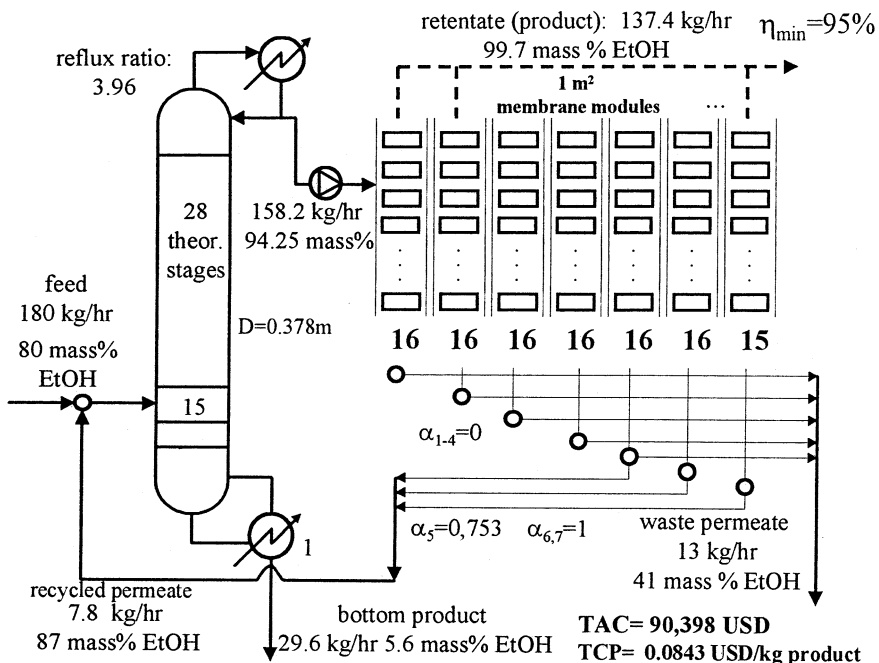 retentate (product): 137.4 kg/hr
99.7 mass % EtOH
ηmin=95%
reflux ratio:
3.96
1 m²
membrane modules
...
28
theor.
stages
158.2 kg/hr
94.25 mass%
feed
180 kg/hr
80 mass%
EtOH
D=0.378m
15
16 16 16 16 16 16 15
α1-4=0
α5=0,753 α6,7=1
waste permeate
13 kg/hr
41 mass % EtOH
1
recycled permeate
7.8 kg/hr
87 mass% EtOH
bottom product
29.6 kg/hr 5.6 mass% EtOH
TAC= 90,398 USD
TCP= 0.0843 USD/kg product